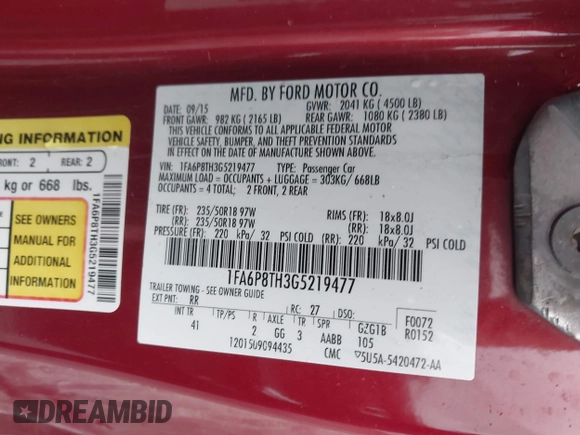 MFD. BY FORD MOTOR CO.
09/15
GVWR: 2041 KG ( 4500 LB)
FRONT GAWR: 982 KG ( 2165 LB)
REAR GAWR: 1080 KG ( 2380 LB)
THIS VEHICLE CONFORMS TO ALL APPLICABLE FEDERAL MOTOR
VEHICLE SAFETY, BUMPER, AND THEFT PREVENTION STANDARDS
IN EFFECT ON THE DATE OF MANUFACTURE SHOWN ABOVE.
VIN: 1FA6P8TH3G5219477
TYPE: Passenger Car
MAXIMUM LOAD = OCCUPANTS + LUGGAGE = 303KG/ 668LB
OCCUPANTS = 4 TOTAL; 2 FRONT, 2 REAR
TIRE (FR): 235/50R18 97W
RIMS (FR): 18x8.0J
(RR): 235/50R18 97W
(RR): 18x8.0J
PRESSURE (FR): 220 kPa/ 32 PSI COLD
(RR): 220 kPa/ 32 PSI COLD
1FA6P8TH3G5219477
TRAILER TOWING - SEE OWNER GUIDE
EXT PNT: RR
RC: 27
DSO:
F0072
R0152
INT TR
TP/PS
R
AXLE
TR
SPR
GZG1B
41
2
GG
3
AABB
105
1201509094435
CMC
5U5A-5420472-AA
NG INFORMATION
RONT: 2
REAR: 2
kg or 668 lbs.
SEE OWNERS
MANUAL FOR
ADDITIONAL
INFORMATION
1FA6P8TH3G5219477
DREAMBID